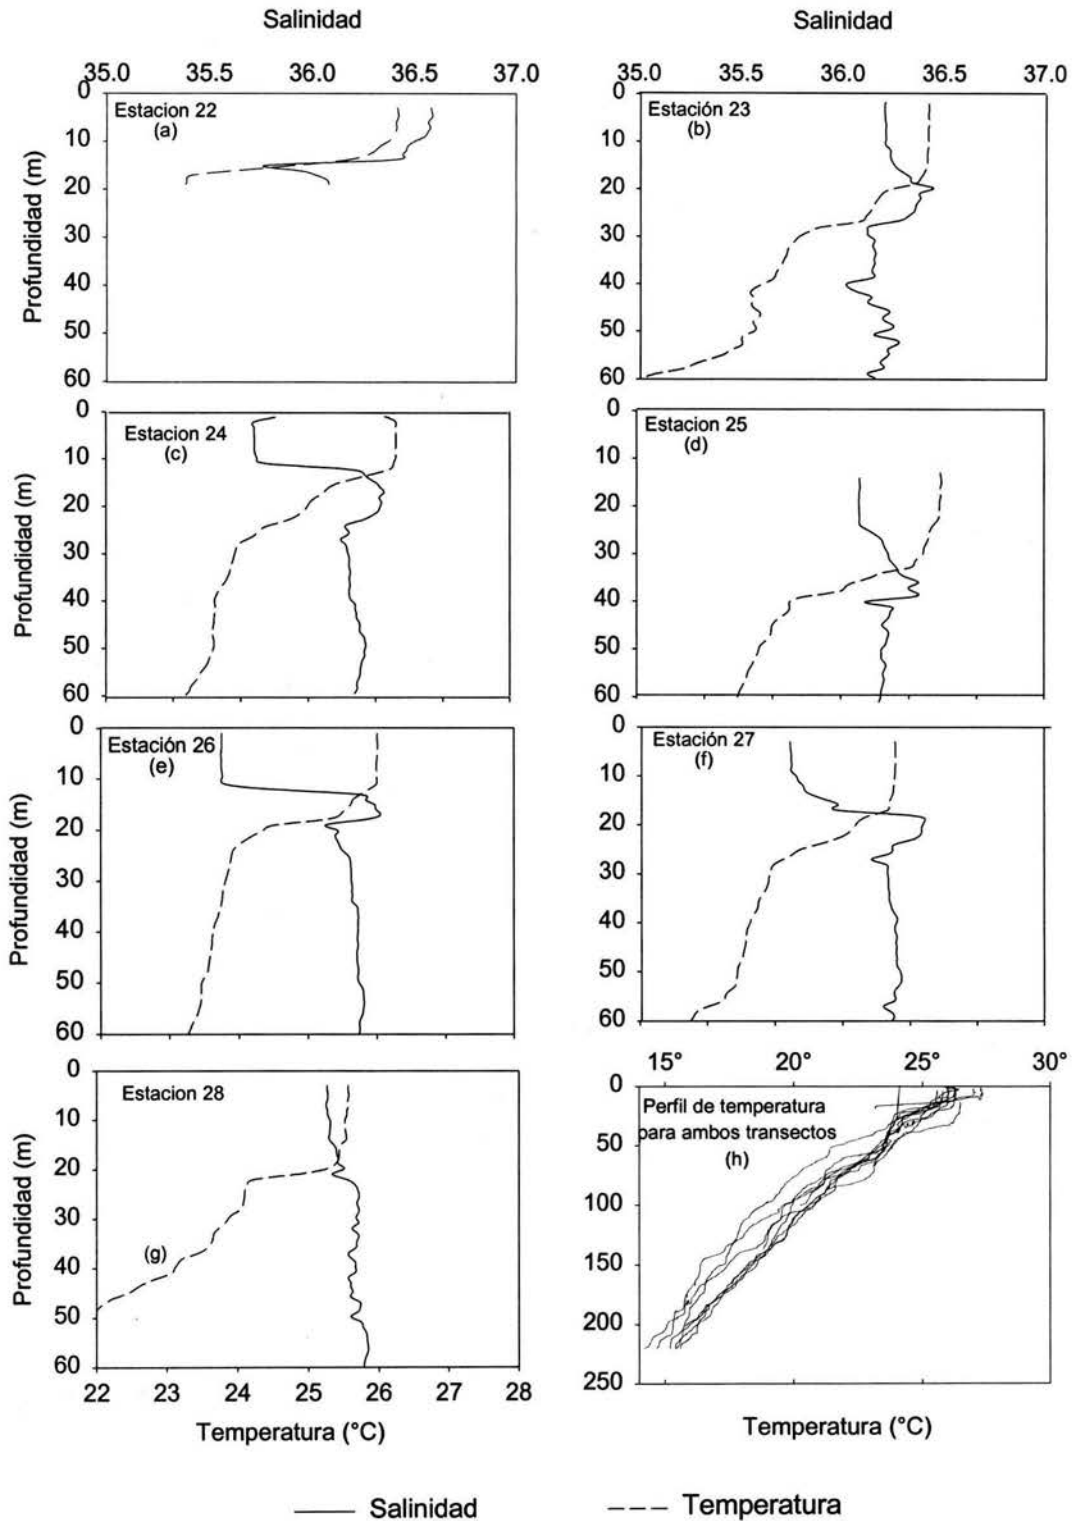 Salinidad
Salinidad
35.0 35.5 36.0 36.5 37.0
35.0 35.5 36.0 36.5 37.0
Estacion 22
(a)
0
10
20
30
40
50
60
Profundidad (m)
Estación 23
(b)
0
10
20
30
40
50
60
Estacion 24
(c)
0
10
20
30
40
50
60
Profundidad (m)
Estacion 25
(d)
0
10
20
30
40
50
60
Estación 26
(e)
0
10
20
30
40
50
60
Profundidad (m)
Estación 27
(f)
0
10
20
30
40
50
60
Estacion 28
(g)
0
10
20
30
40
50
60
Profundidad (m)
22 23 24 25 26 27 28
Temperatura (°C)
15° 20° 25° 30°
Perfil de temperatura
para ambos transectos
(h)
0
50
100
150
200
250
Temperatura (°C)
Salinidad
Temperatura